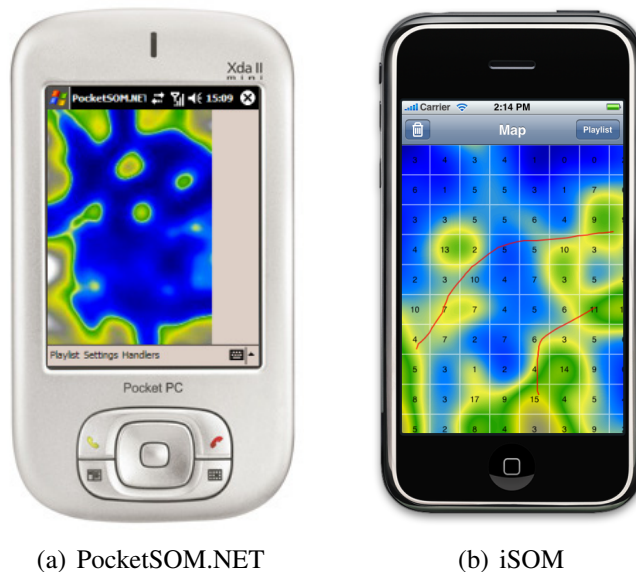 Xda II
mini
PocketSOM.NET 15:09
Playlist Settings Handlers
Pocket PC
(a) PocketSOM.NET
Carrier 2:14 PM
Map Playlist
4 3 4
1 5 5 3 1 7
3 3 5 5 6 4 9
4 13 2 5 5 10 3
2 3 10 4 7 3 5
10 7 7 4 5 6 11
4 7 2 7 6 3 5
5 3 1 2 4 14 9
8 3 17 9 15 4 5
5 2 8 4 3 3 9
(b) iSOM